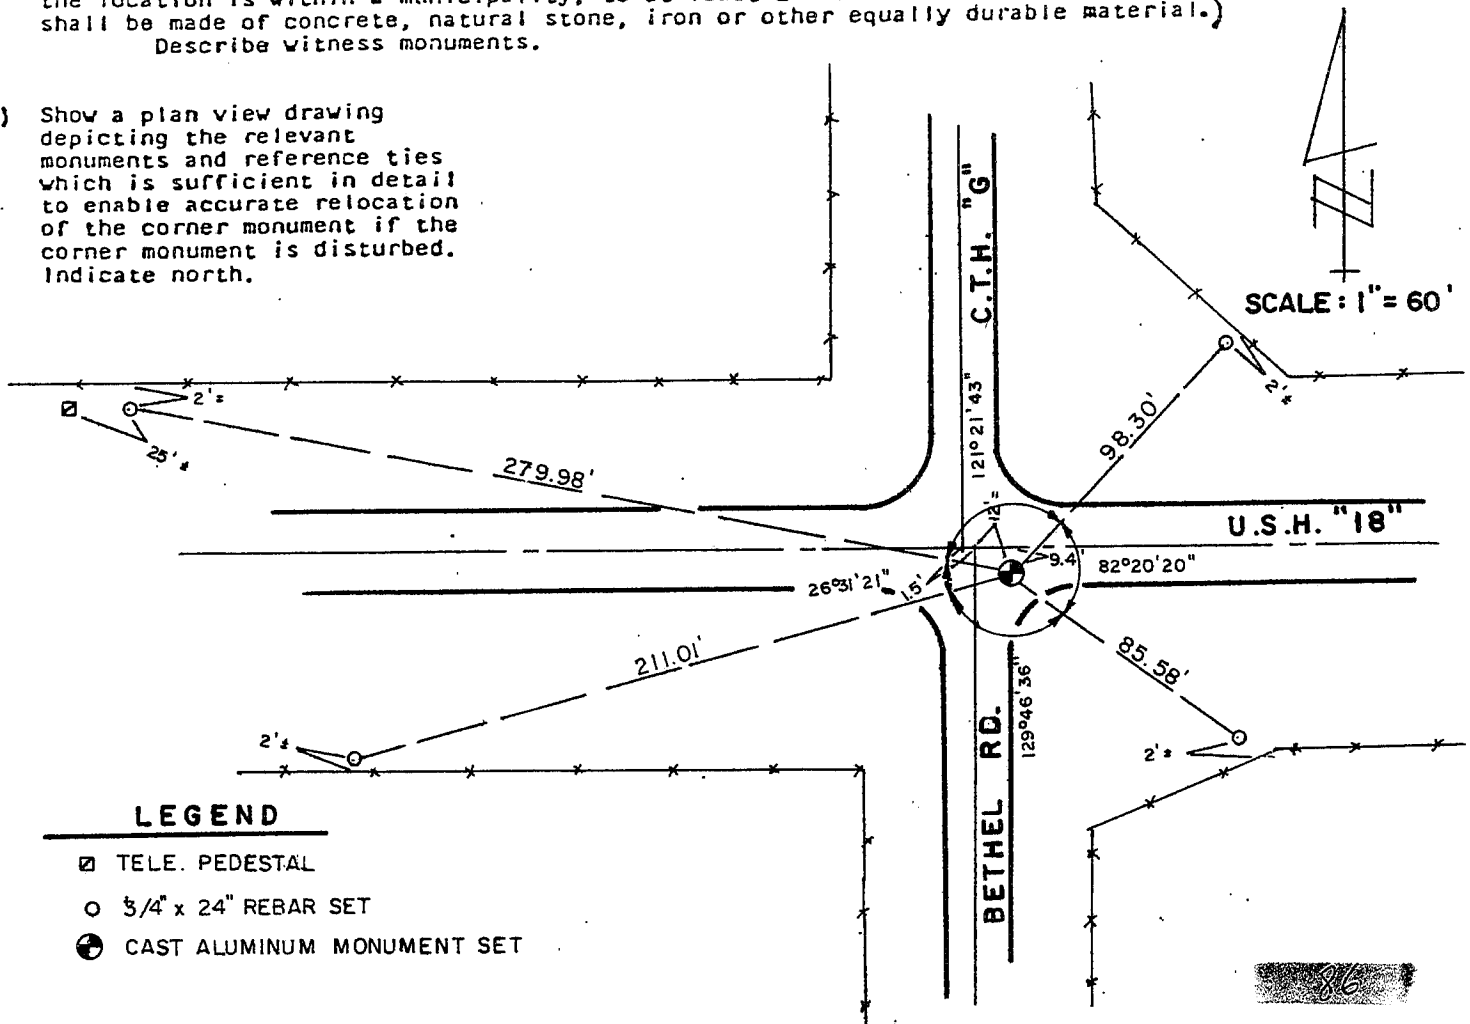 shall be made of concrete, natural stone, iron or other equally durable material.)
Describe witness monuments.
) Show a plan view drawing
depicting the relevant
monuments and reference ties
which is sufficient in detail
to enable accurate relocation
of the corner monument if the
corner monument is disturbed.
Indicate north.
C.T.H. "G"
N
SCALE: 1"= 60'
2'±
2'±
25'±
279.98'
121°21'43"
98.30'
U.S.H. "18"
12'±
9.4'
82°20'20"
26°31'21"
1.5'
211.01'
85.58'
129°46'36"
BETHEL RD.
2'±
2'±
LEGEND
TELE. PEDESTAL
3/4" x 24" REBAR SET
CAST ALUMINUM MONUMENT SET
86